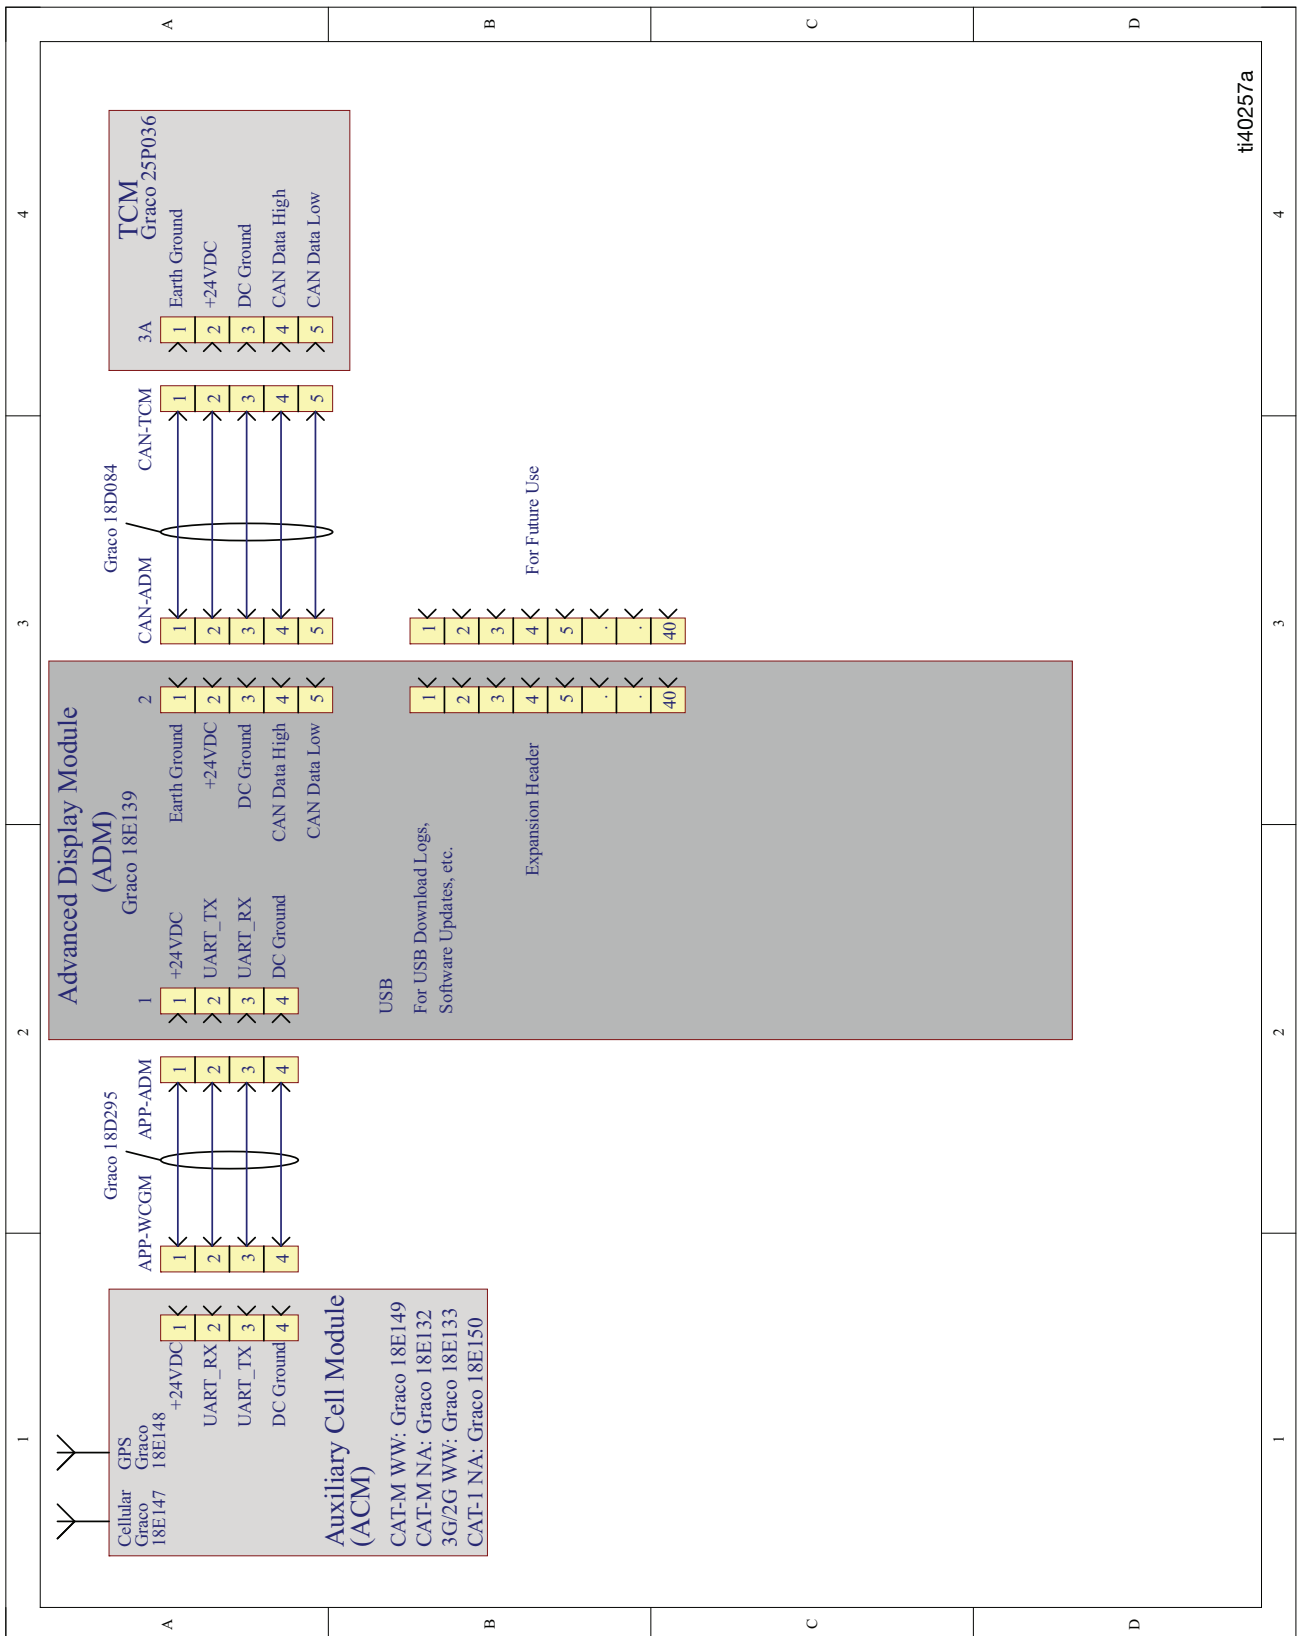 1
2
3
4
A
B
C
D
Cellular
Graco
18E147
GPS
Graco
18E148
+24VDC
UART_RX
UART_TX
DC Ground
1
2
3
4
Auxiliary Cell Module
(ACM)
CAT-M WW: Graco 18E149
CAT-M NA: Graco 18E132
3G/2G WW: Graco 18E133
CAT-1 NA: Graco 18E150
Graco 18D295
APP-WCGM
1
2
3
4
APP-ADM
1
2
3
4
Advanced Display Module
(ADM)
Graco 18E139
1
1
2
3
4
+24VDC
UART_TX
UART_RX
DC Ground
2
Earth Ground
+24VDC
DC Ground
CAN Data High
CAN Data Low
1
2
3
4
5
USB
For USB Download Logs,
Software Updates, etc.
Expansion Header
1
2
3
4
5
.
.
40
1
2
3
4
5
.
.
40
For Future Use
Graco 18D084
CAN-ADM
1
2
3
4
5
CAN-TCM
1
2
3
4
5
TCM
Graco 25P036
3A
1
2
3
4
5
Earth Ground
+24VDC
DC Ground
CAN Data High
CAN Data Low
ti40257a
A
B
C
D
1
2
3
4